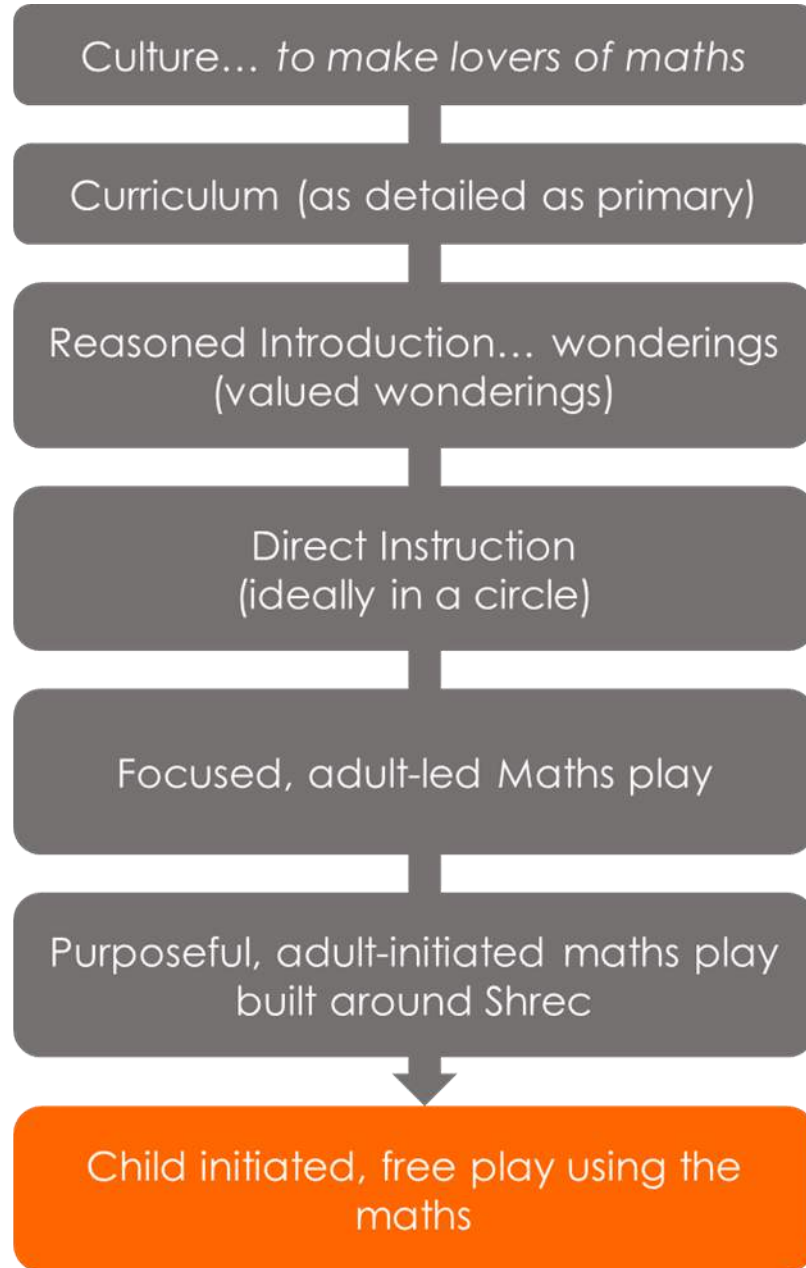 Culture... to make lovers of maths
Curriculum (as detailed as primary)
Reasoned Introduction... wonderings
(valued wonderings)
Direct Instruction
(ideally in a circle)
Focused, adult-led Maths play
Purposeful, adult-initiated maths play
built around Shrec
Child initiated, free play using the
maths